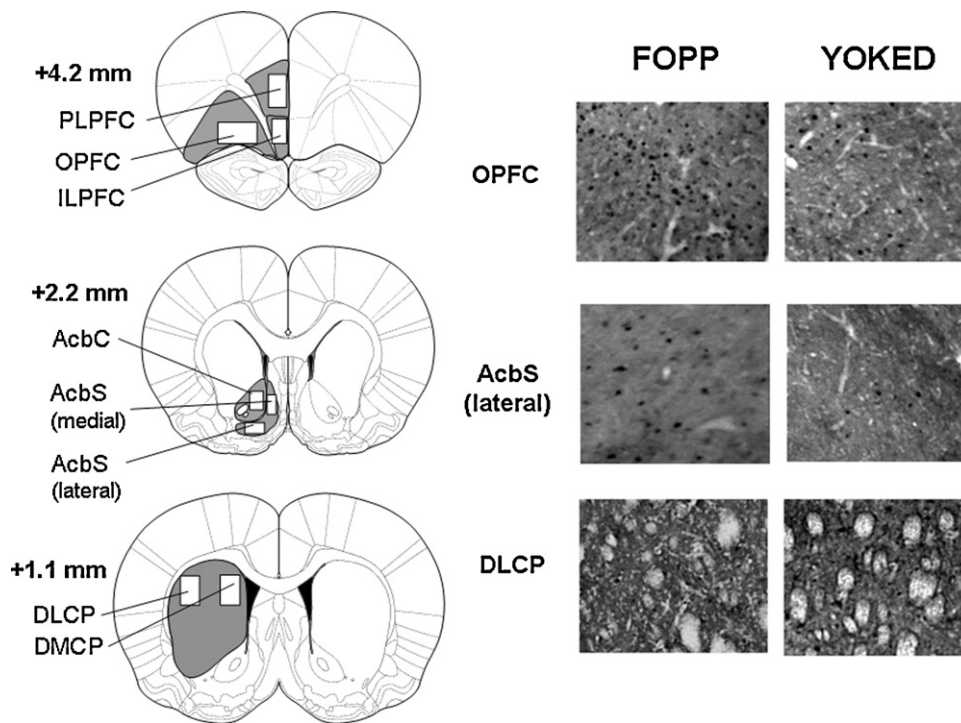 +4.2 mm
PLPFC
OPFC
ILPFC
+2.2 mm
AcbC
AcbS
(medial)
AcbS
(lateral)
+1.1 mm
DLCP
DMCP
FOPP YOKED
OPFC
AcbS
(lateral)
DLCP